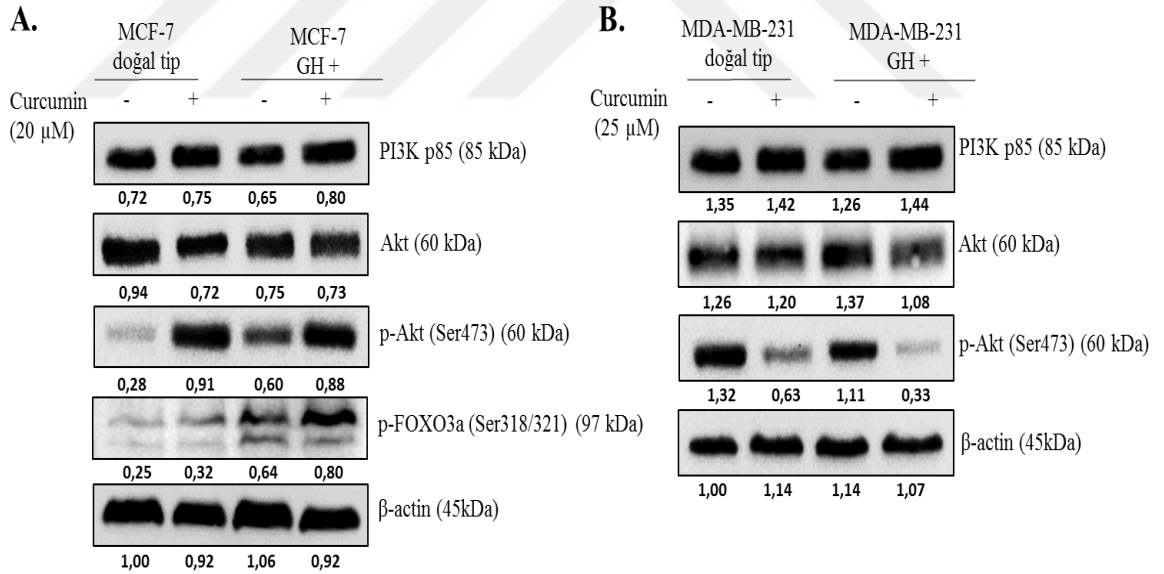 A.
MCF-7
doğal tip
MCF-7
GH +
Curcumin
(20 µM)
- + - +
PI3K p85 (85 kDa)
0,72 0,75 0,65 0,80
Akt (60 kDa)
0,94 0,72 0,75 0,73
p-Akt (Ser473) (60 kDa)
0,28 0,91 0,60 0,88
p-FOXO3a (Ser318/321) (97 kDa)
0,25 0,32 0,64 0,80
β-actin (45kDa)
1,00 0,92 1,06 0,92
B.
MDA-MB-231
doğal tip
MDA-MB-231
GH +
Curcumin
(25 µM)
- + - +
PI3K p85 (85 kDa)
1,35 1,42 1,26 1,44
Akt (60 kDa)
1,26 1,20 1,37 1,08
p-Akt (Ser473) (60 kDa)
1,32 0,63 1,11 0,33
β-actin (45kDa)
1,00 1,14 1,14 1,07